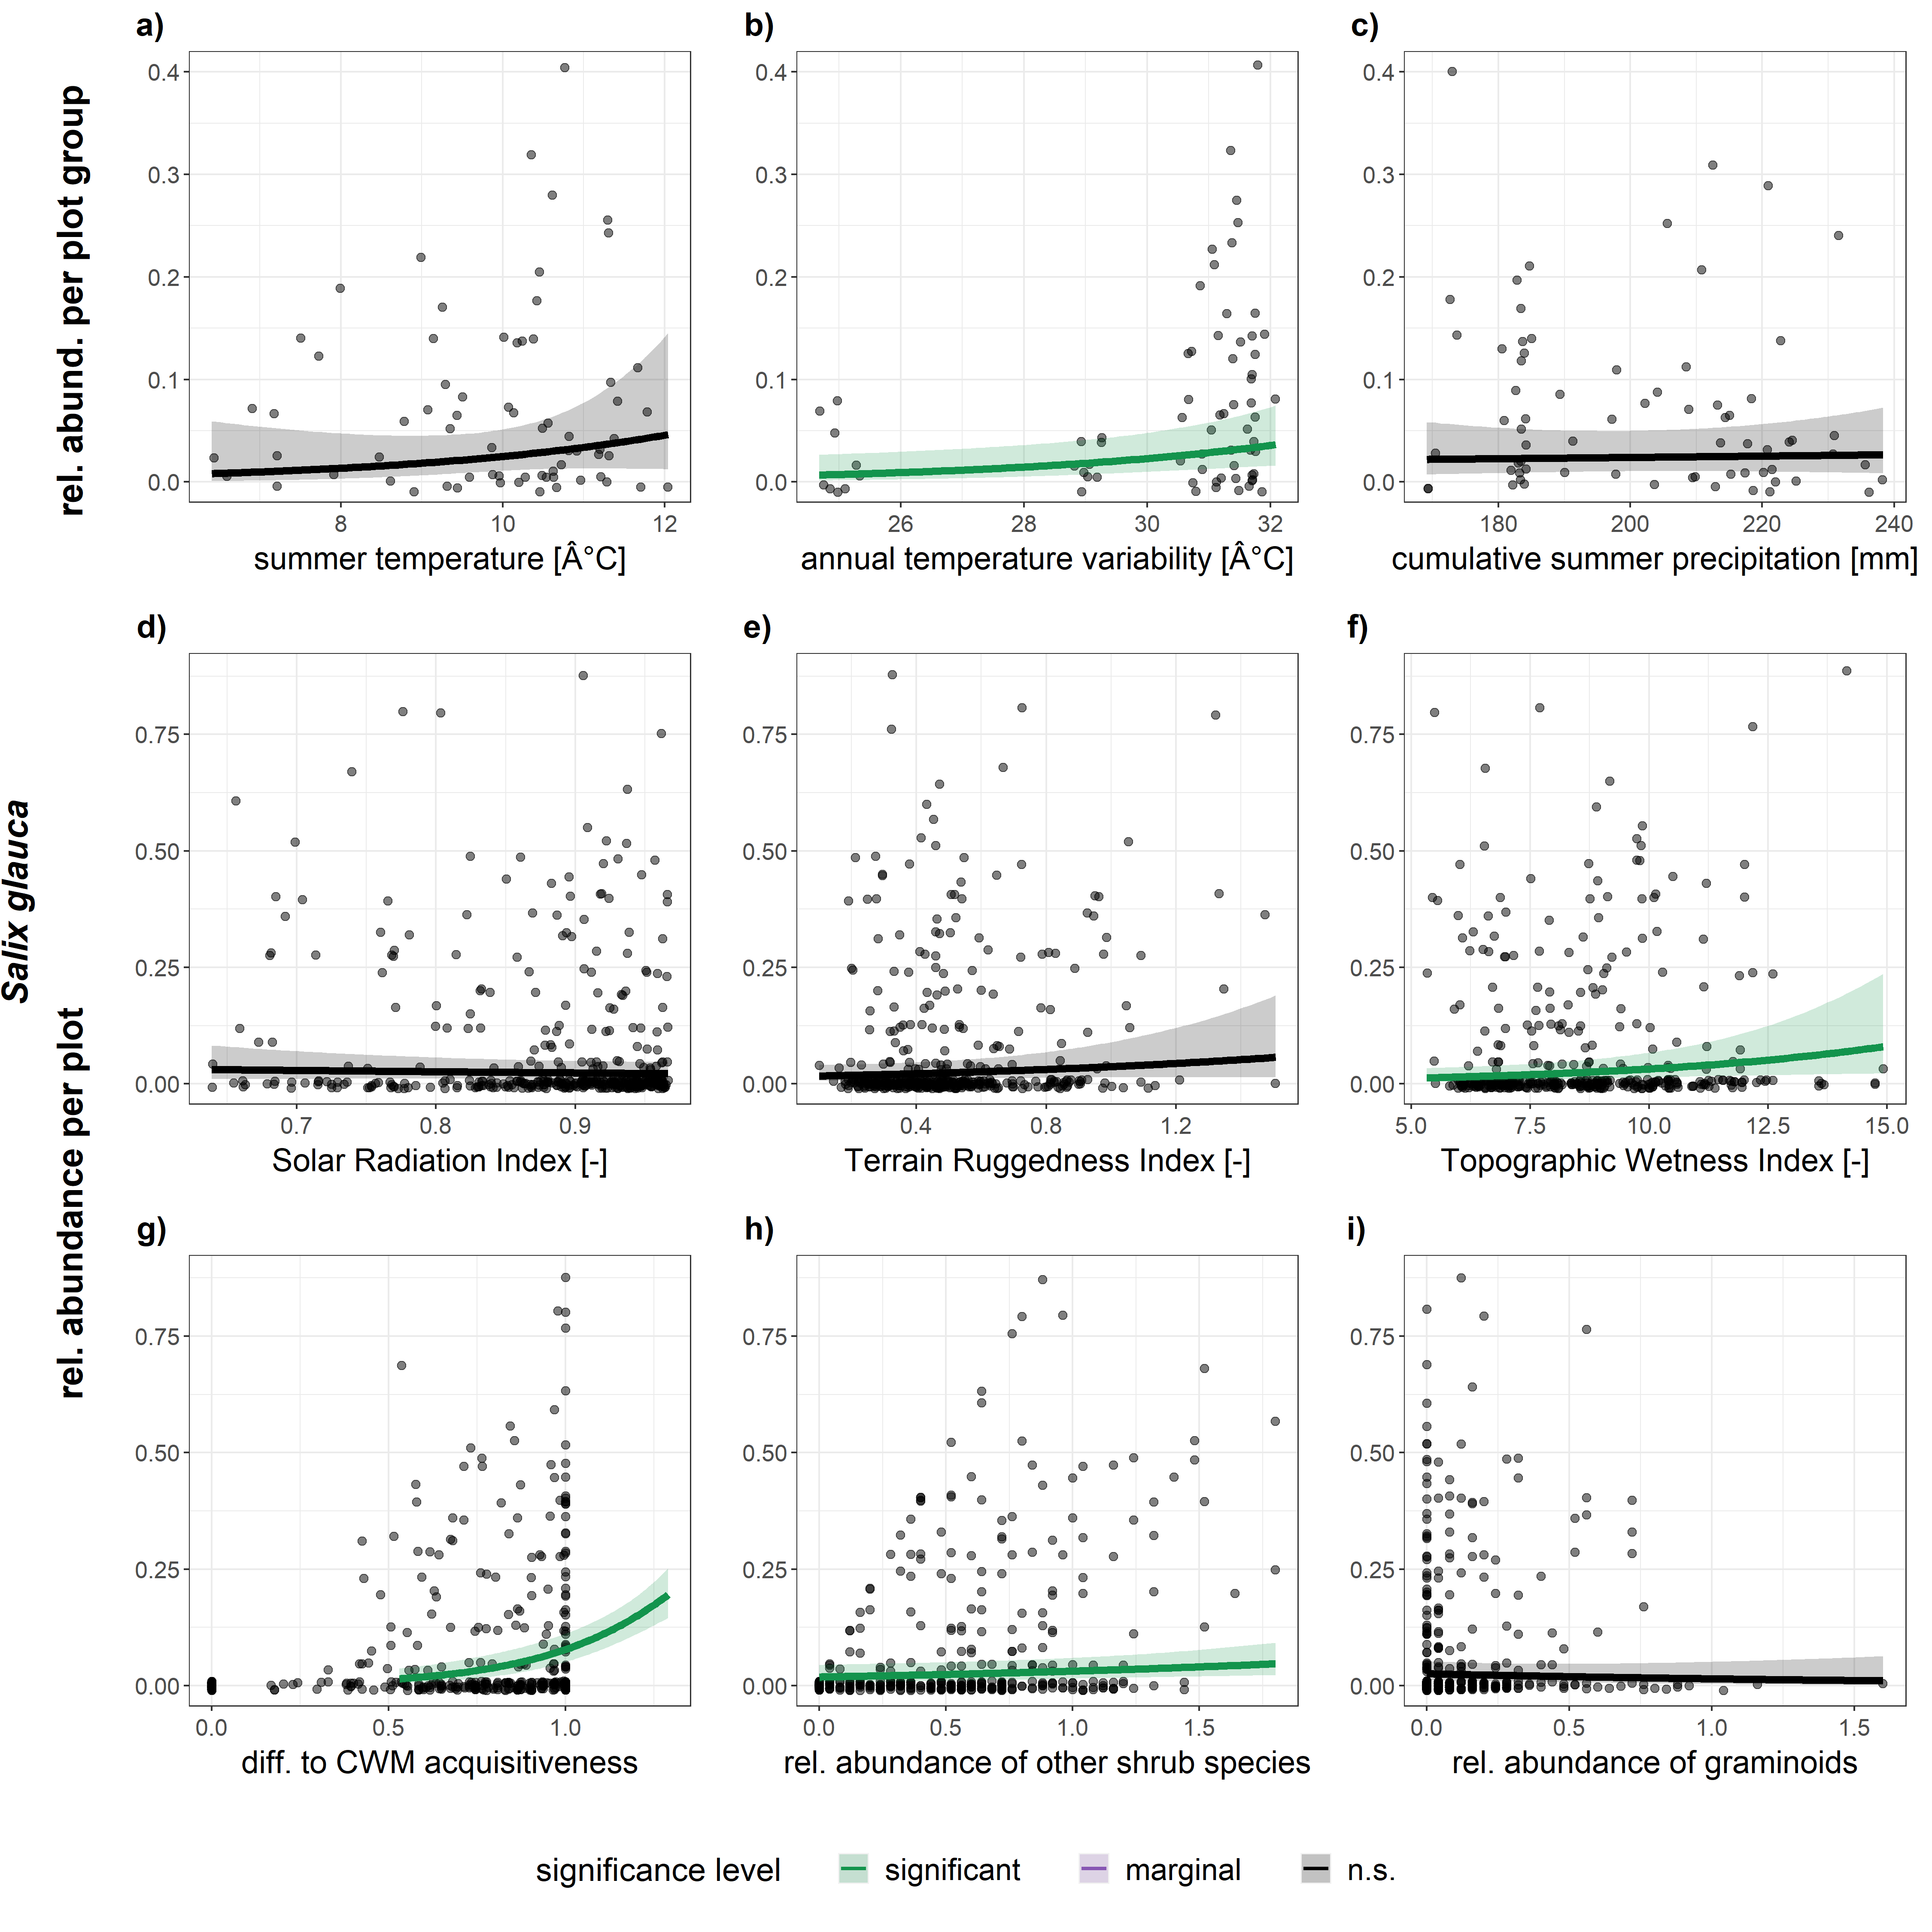 a)
b)
c)
rel. abund. per plot group
0.4
0.3
0.2
0.1
0.0
8
10
12
summer temperature [Â°C]
0.4
0.3
0.2
0.1
0.0
26
28
30
32
annual temperature variability [Â°C]
0.4
0.3
0.2
0.1
0.0
180
200
220
240
cumulative summer precipitation [mm]
Salix glauca
rel. abundance per plot
d)
e)
f)
0.75
0.50
0.25
0.00
0.7
0.8
0.9
Solar Radiation Index [-]
0.75
0.50
0.25
0.00
0.4
0.8
1.2
Terrain Ruggedness Index [-]
0.75
0.50
0.25
0.00
5.0
7.5
10.0
12.5
15.0
Topographic Wetness Index [-]
g)
h)
i)
0.75
0.50
0.25
0.00
0.0
0.5
1.0
diff. to CWM acquisitiveness
0.75
0.50
0.25
0.00
0.0
0.5
1.0
1.5
rel. abundance of other shrub species
0.75
0.50
0.25
0.00
0.0
0.5
1.0
1.5
rel. abundance of graminoids
significance level
significant
marginal
n.s.